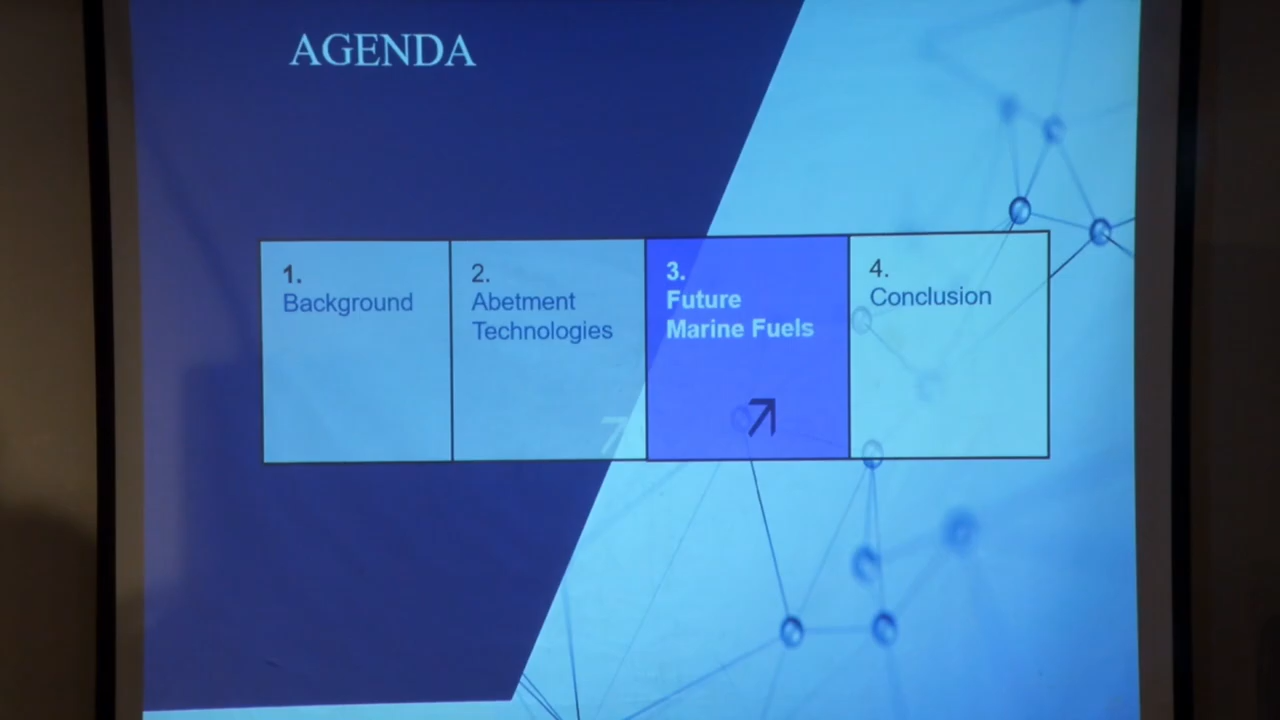 AGENDA
1.
Background
2.
Abetment
Technologies
3.
Future
Marine Fuels
4.
Conclusion